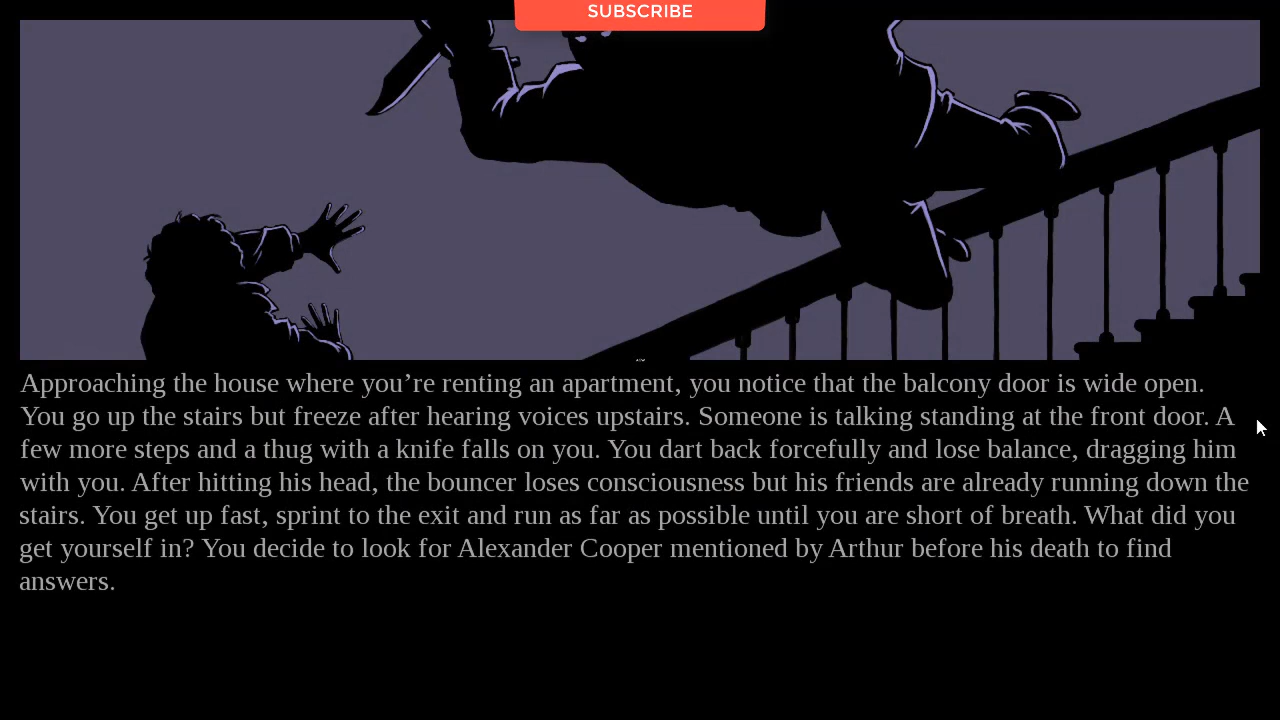 SUBSCRIBE
Approaching the house where you’re renting an apartment, you notice that the balcony door is wide open.
You go up the stairs but freeze after hearing voices upstairs. Someone is talking standing at the front door. A
few more steps and a thug with a knife falls on you. You dart back forcefully and lose balance, dragging him
with you. After hitting his head, the bouncer loses consciousness but his friends are already running down the
stairs. You get up fast, sprint to the exit and run as far as possible until you are short of breath. What did you
get yourself in? You decide to look for Alexander Cooper mentioned by Arthur before his death to find
answers.